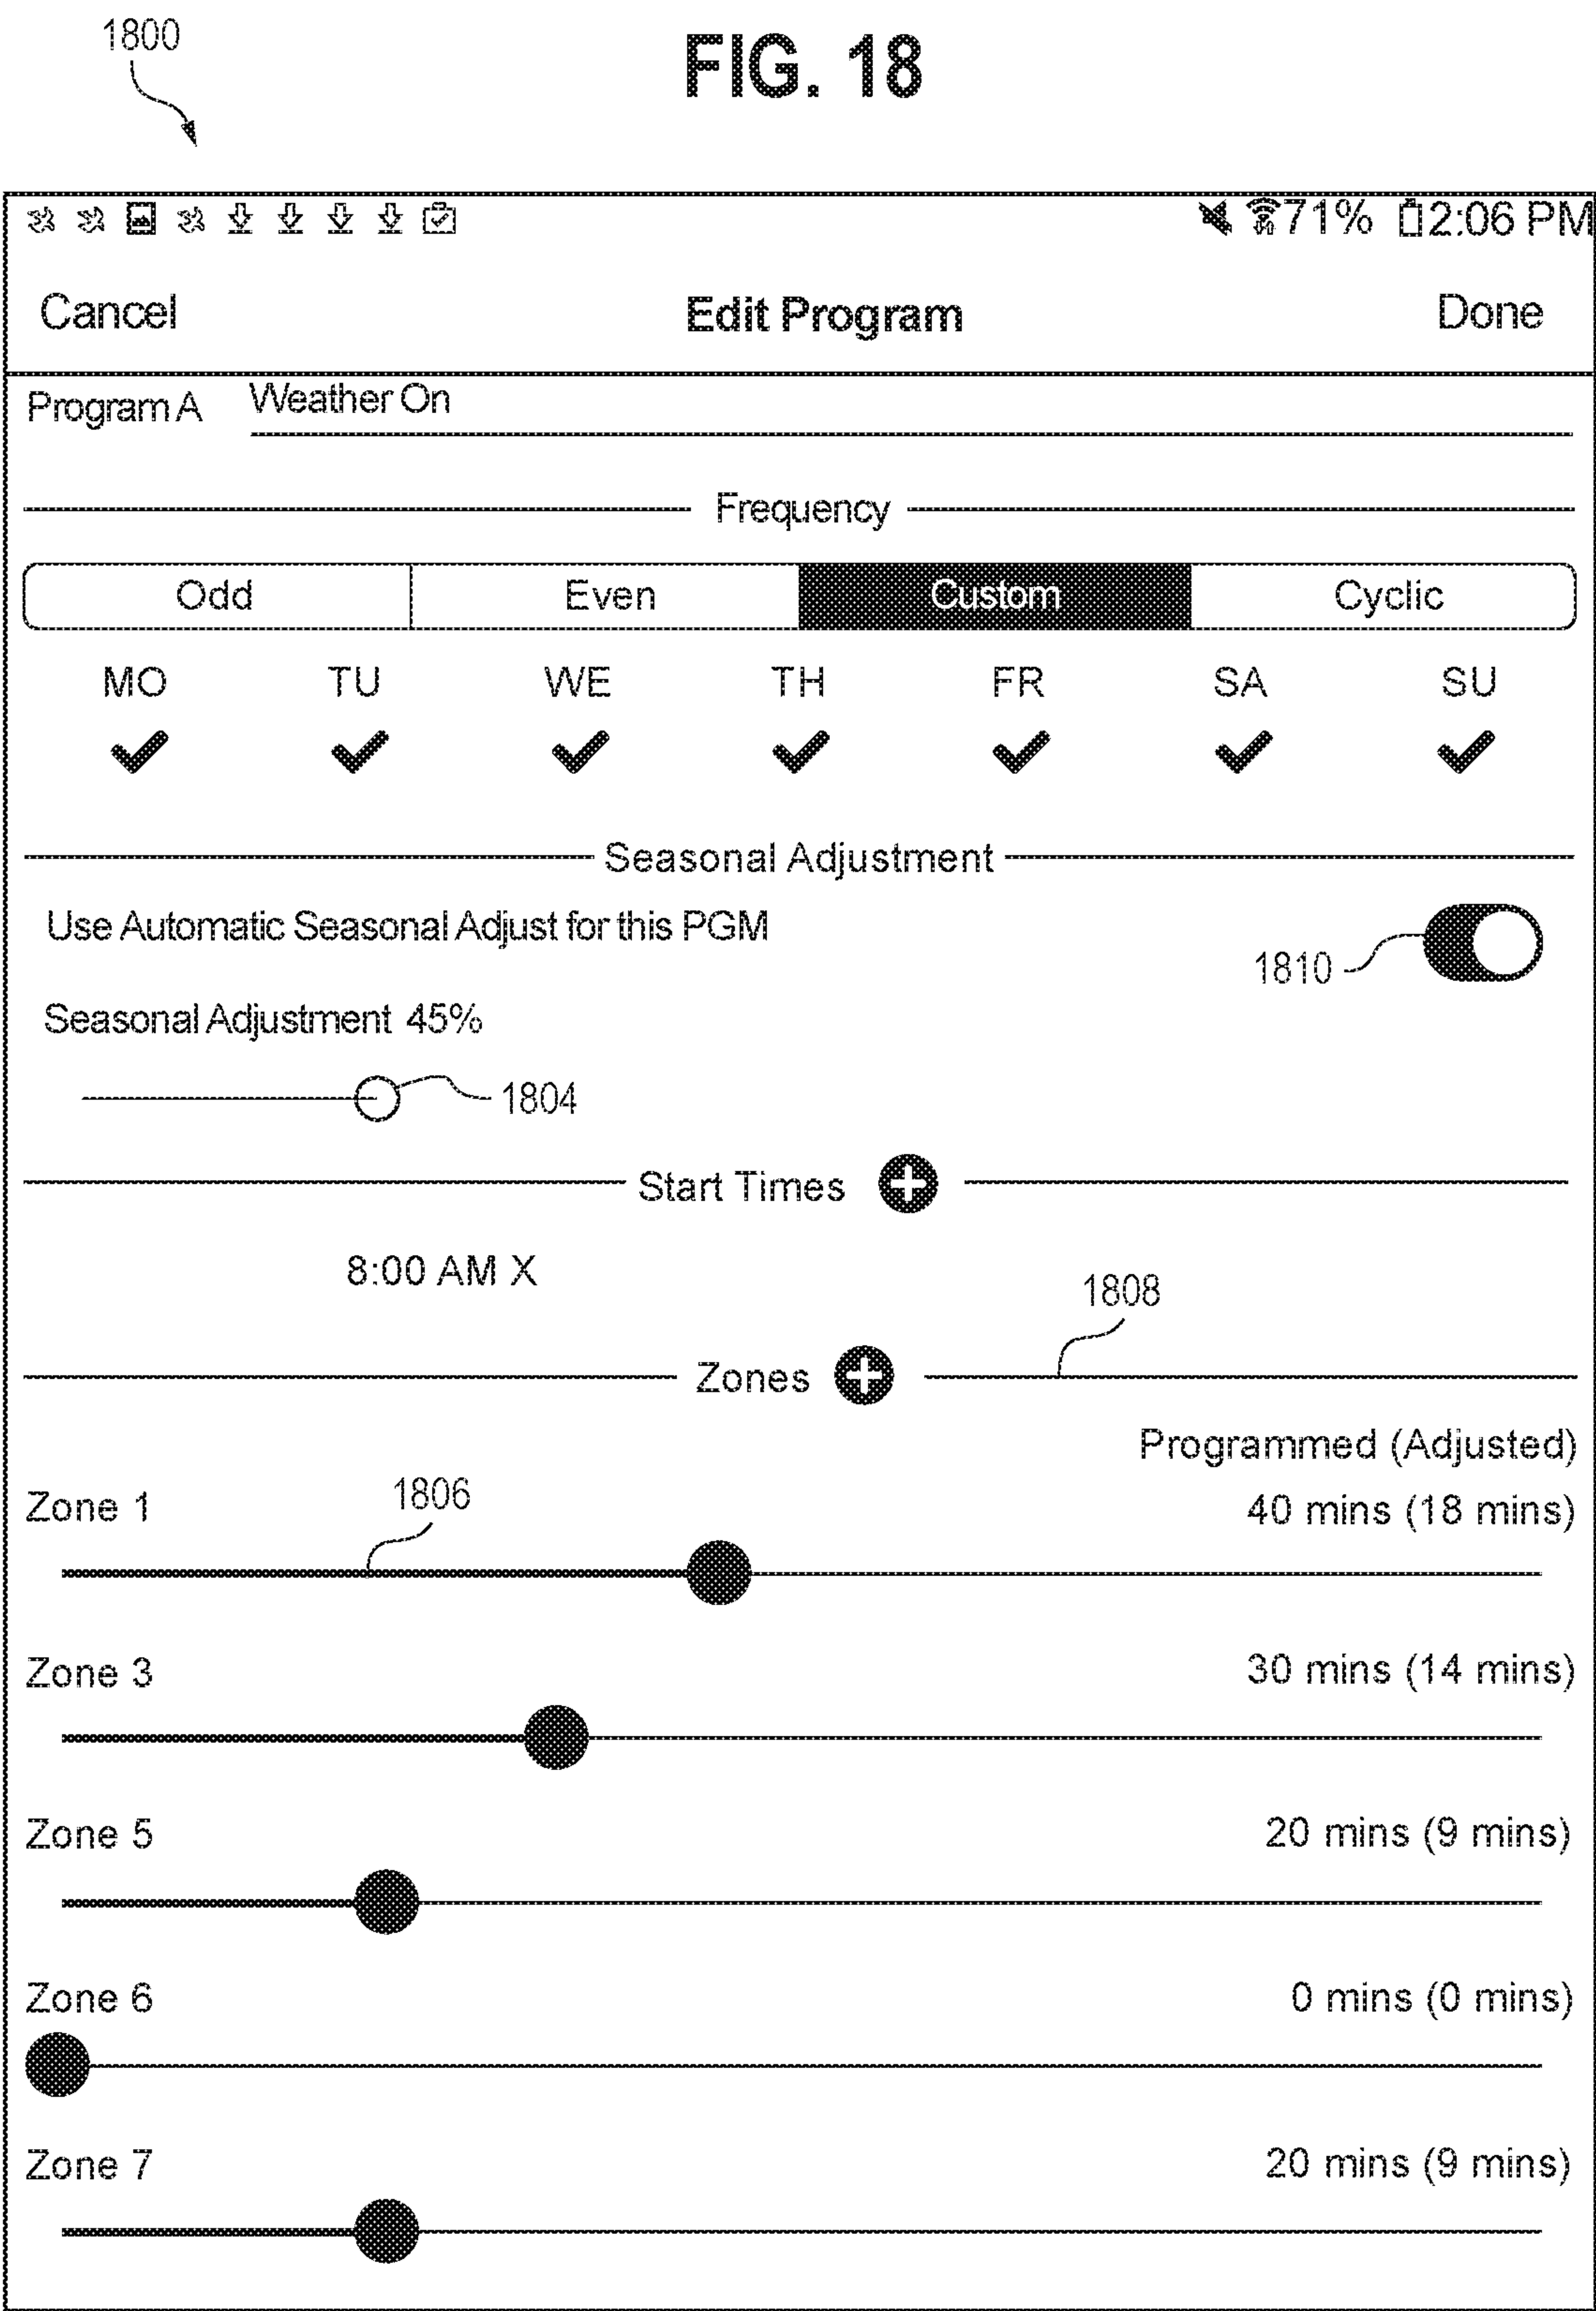 1800
FIG. 18
71% 2:06 PM
Cancel Edit Program Done
Program A Weather On
Frequency
Odd Even Custom Cyclic
MO TU WE TH FR SA SU
Seasonal Adjustment
Use Automatic Seasonal Adjust for this PGM
1810
Seasonal Adjustment 45%
1804
Start Times
8:00 AM X
1808
Zones
Programmed (Adjusted)
Zone 1 1806 40 mins (18 mins)
Zone 3 30 mins (14 mins)
Zone 5 20 mins (9 mins)
Zone 6 0 mins (0 mins)
Zone 7 20 mins (9 mins)